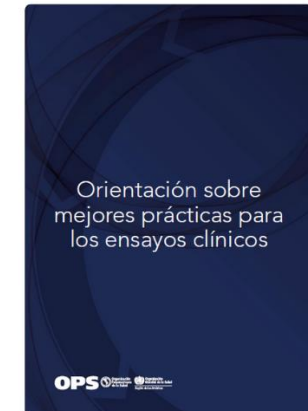 Orientación sobre
mejores prácticas para
los ensayos clínicos
OPS